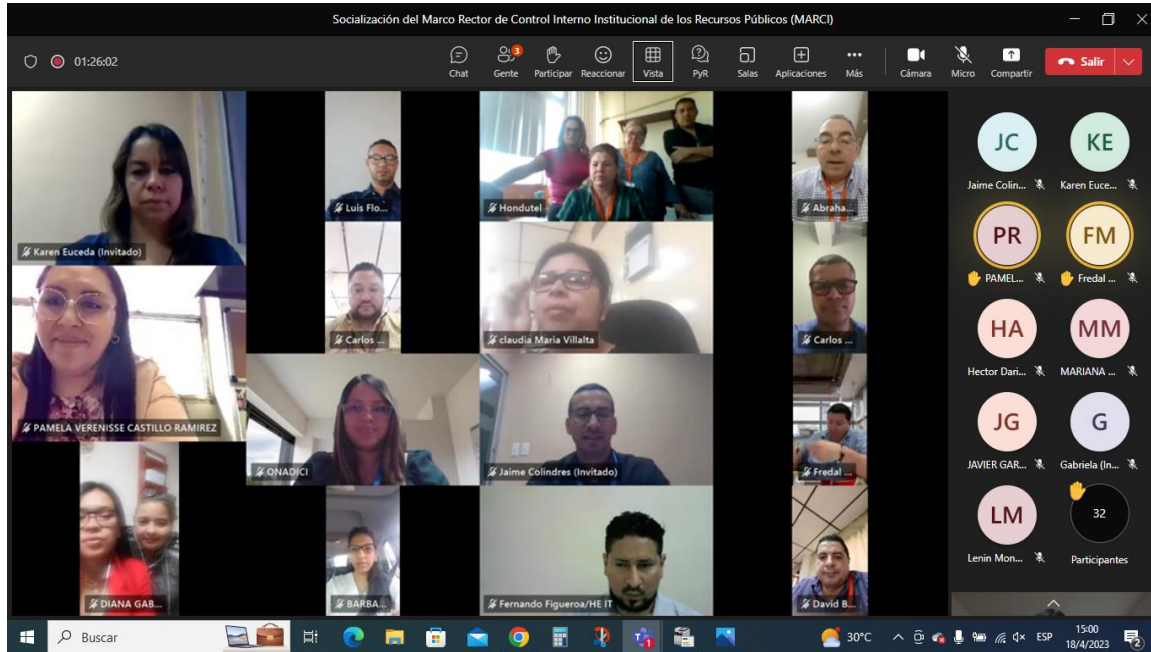 Socialización del Marco Rector de Control Interno Institucional de los Recursos Públicos (MARCI)
01:26:02
Chat
Gente
3
Participar
Reaccionar
Vista
PyR
Salas
Aplicaciones
Más
Cámara
Micro
Compartir
Salir
Karen Euceda (Invitado)
Luis Flo...
Hondutel
Abraha...
PAMELA VERENISSE CASTILLO RAMIREZ
Carlos ...
claudia Maria Villalta
Carlos ...
ONADICI
Jaime Colindres (Invitado)
Fredal ...
DIANA GAB...
BARBA...
Fernando Figueroa/HE IT
David B...
JC
KE
Jaime Colin...
Karen Euce...
PR
FM
PAMEL...
Fredal ...
HA
MM
Hector Dari...
MARIANA ...
JG
G
JAVIER GAR...
Gabriela (In...
LM
32
Lenin Mon...
Participantes
Buscar
1
30°C
ESP
15:00
18/4/2023
2